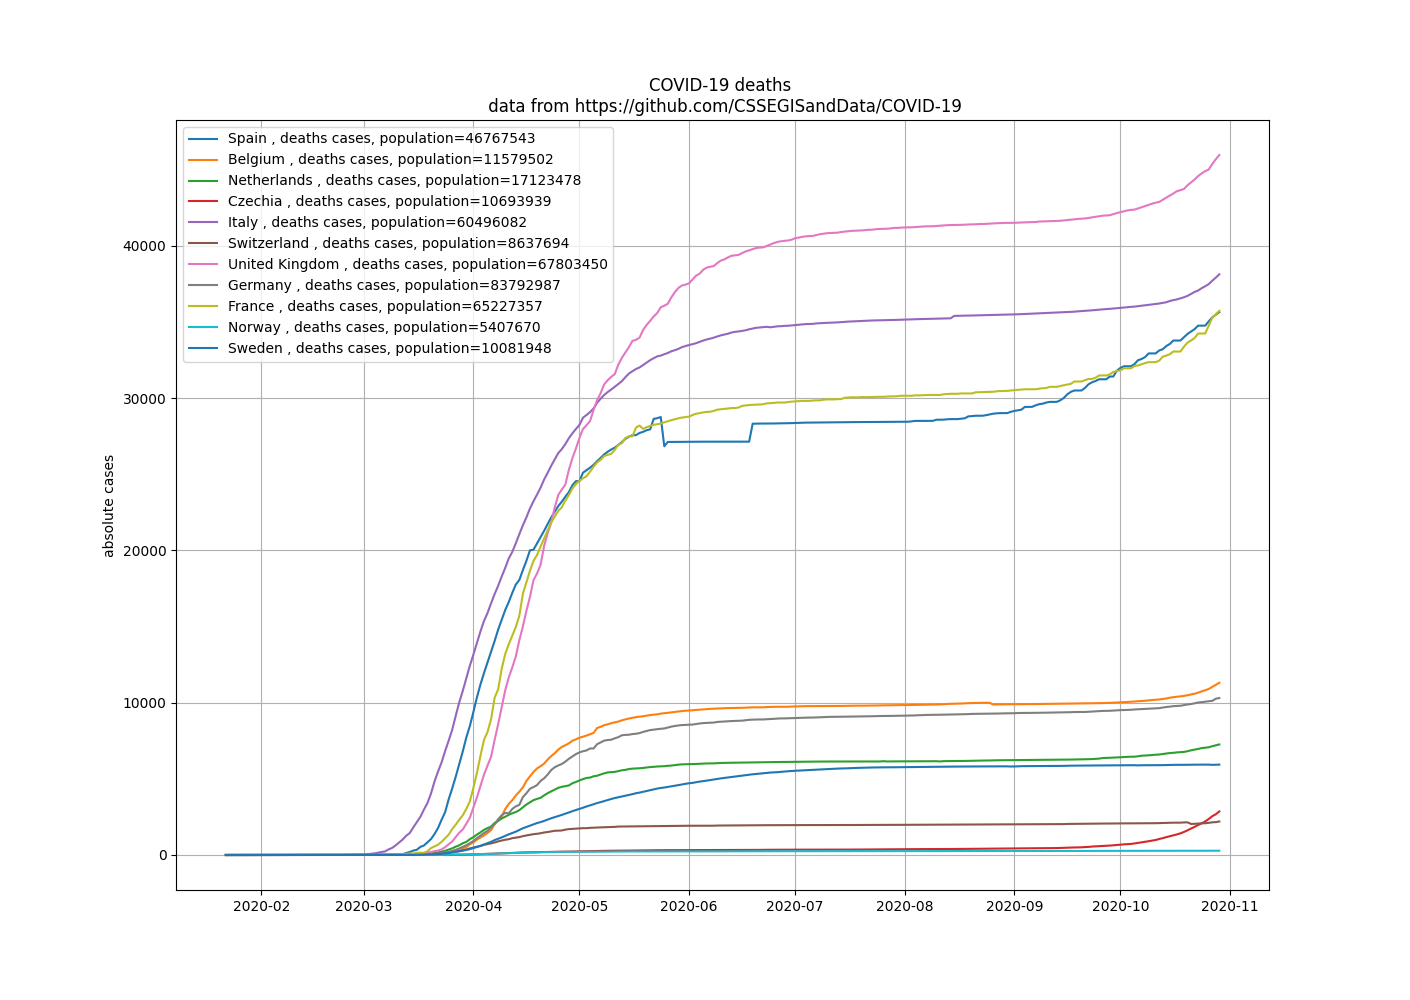 COVID-19 deaths
data from https://github.com/CSSEGISandData/COVID-19
Spain , deaths cases, population=46767543
Belgium , deaths cases, population=11579502
Netherlands , deaths cases, population=17123478
Czechia , deaths cases, population=10693939
Italy , deaths cases, population=60496082
Switzerland , deaths cases, population=8637694
United Kingdom , deaths cases, population=67803450
Germany , deaths cases, population=83792987
France , deaths cases, population=65227357
Norway , deaths cases, population=5407670
Sweden , deaths cases, population=10081948
absolute cases
40000
30000
20000
10000
0
2020-02 2020-03 2020-04 2020-05 2020-06 2020-07 2020-08 2020-09 2020-10 2020-11